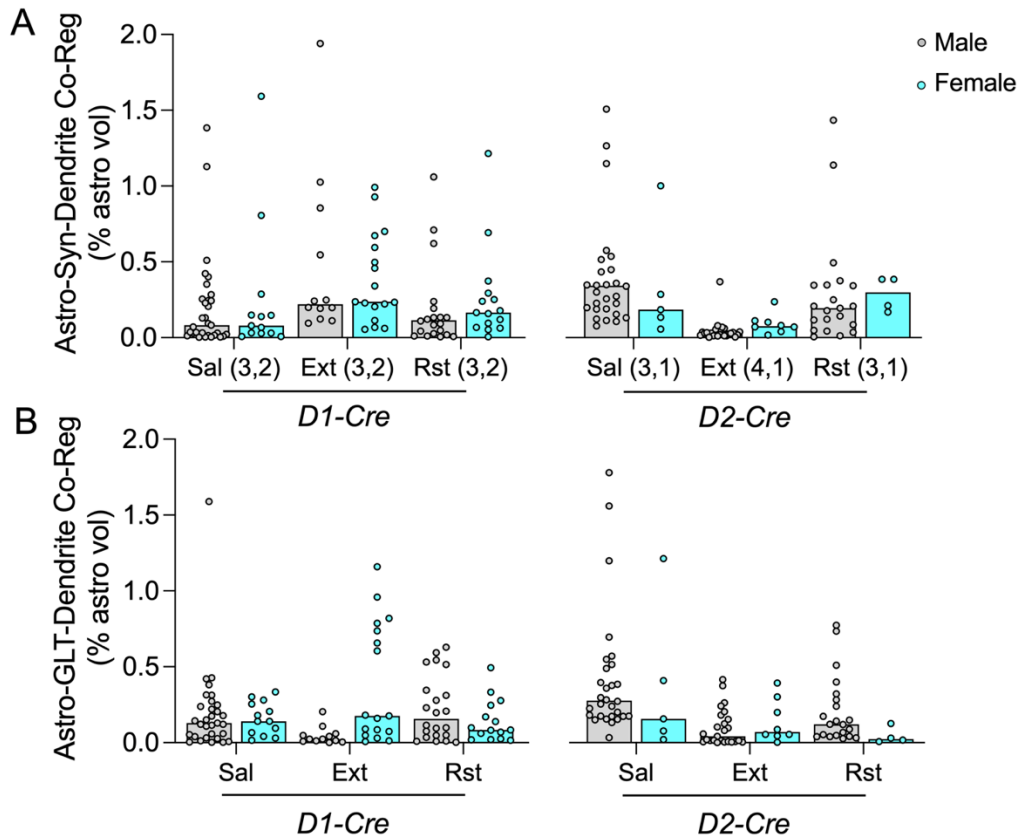 A
Astro-Syn-Dendrite Co-Reg
(% astro vol)
2.0
1.5
1.0
0.5
0.0
Male
Female
Sal (3,2) Ext (3,2) Rst (3,2) Sal (3,1) Ext (4,1) Rst (3,1)
D1-Cre D2-Cre
B
Astro-GLT-Dendrite Co-Reg
(% astro vol)
2.0
1.5
1.0
0.5
0.0
Sal Ext Rst Sal Ext Rst
D1-Cre D2-Cre